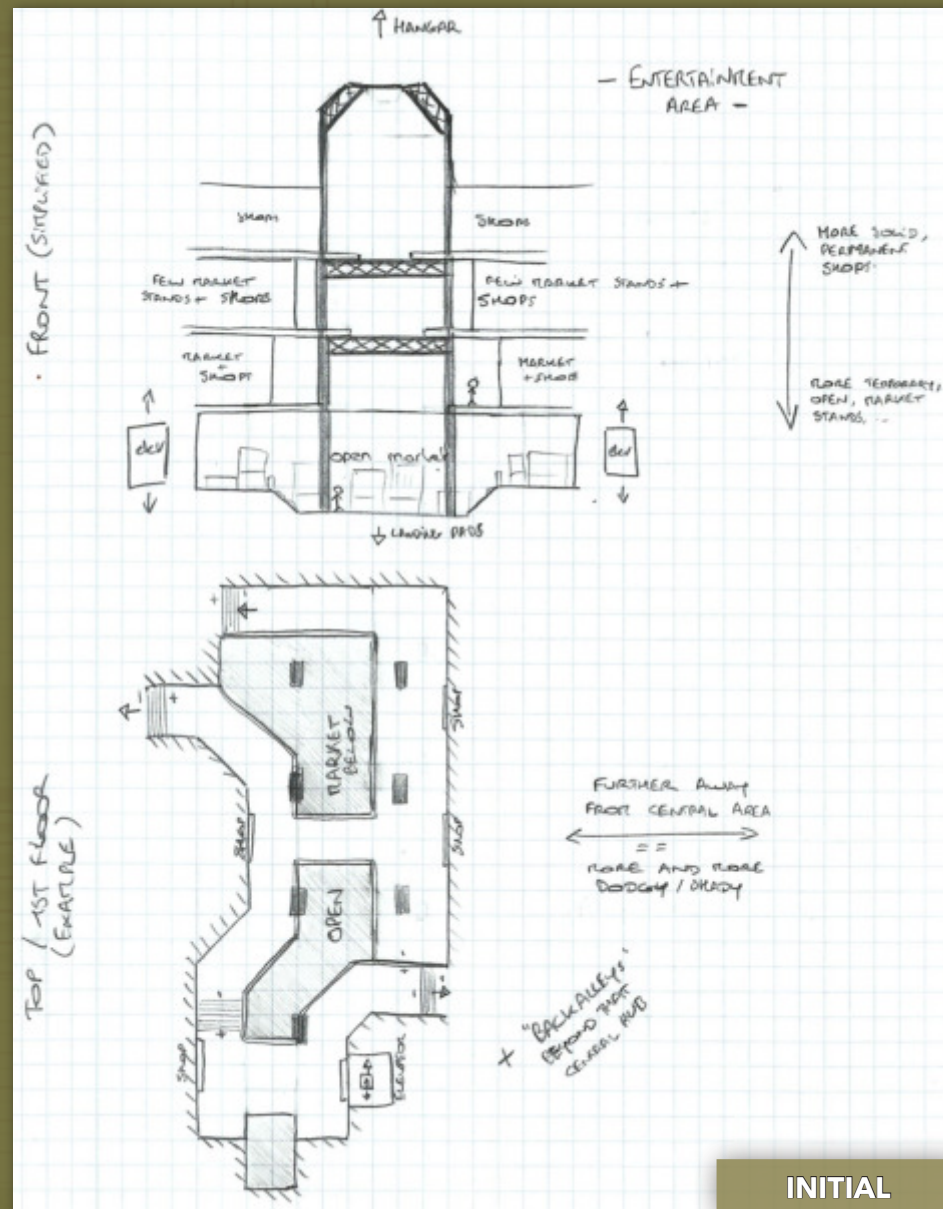 ↑ HANGAR
- ENTERTAINMENT
AREA -
• FRONT (SIMPLIFIED)
SHOPS
SHOPS
FEW MARKET
STANDS + SHOPS
FEW MARKET STANDS +
SHOPS
MARKET
+
SHOPS
MARKET
+ SHOPS
MORE SOLID,
PERMANENT
SHOPS
MORE TEMPORARY,
OPEN, MARKET
STANDS...
open market
↓ LANDING PADS
TOP / 1ST FLOOR
(EXAMPLE)
+ -
- +
MARKET
BELOW
SHOP
SHOP
SHOP
OPEN
+ -
- +
SHOP
ELEVATOR
FURTHER AWAY
FROM CENTRAL AREA
==
MORE AND MORE
DODGY / SHADY
+ "BACKALLEYS"
BEYOND THAT
CENTRAL HUB
INITIAL